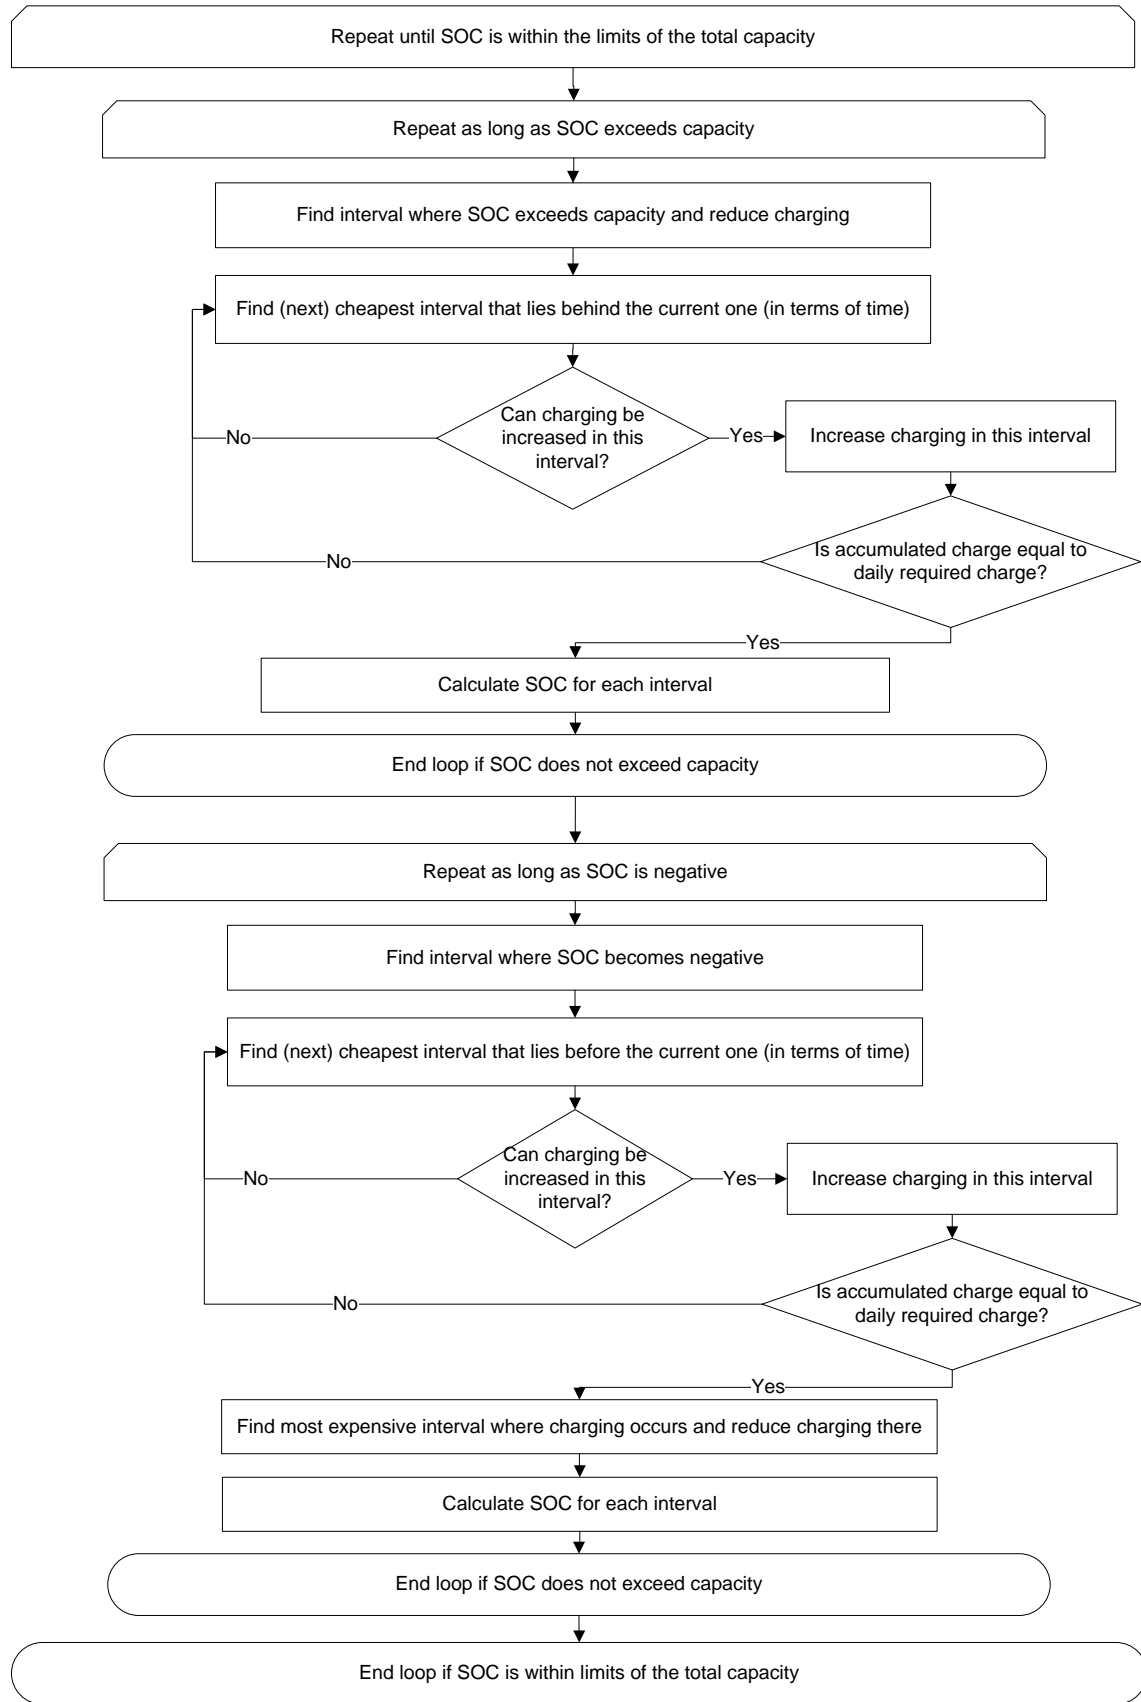 Repeat until SOC is within the limits of the total capacity
Repeat as long as SOC exceeds capacity
Find interval where SOC exceeds capacity and reduce charging
Find (next) cheapest interval that lies behind the current one (in terms of time)
Can charging be
increased in this
interval?
No
Yes
Increase charging in this interval
Is accumulated charge equal to
daily required charge?
No
Yes
Calculate SOC for each interval
End loop if SOC does not exceed capacity
Repeat as long as SOC is negative
Find interval where SOC becomes negative
Find (next) cheapest interval that lies before the current one (in terms of time)
Can charging be
increased in this
interval?
No
Yes
Increase charging in this interval
Is accumulated charge equal to
daily required charge?
No
Yes
Find most expensive interval where charging occurs and reduce charging there
Calculate SOC for each interval
End loop if SOC does not exceed capacity
End loop if SOC is within limits of the total capacity